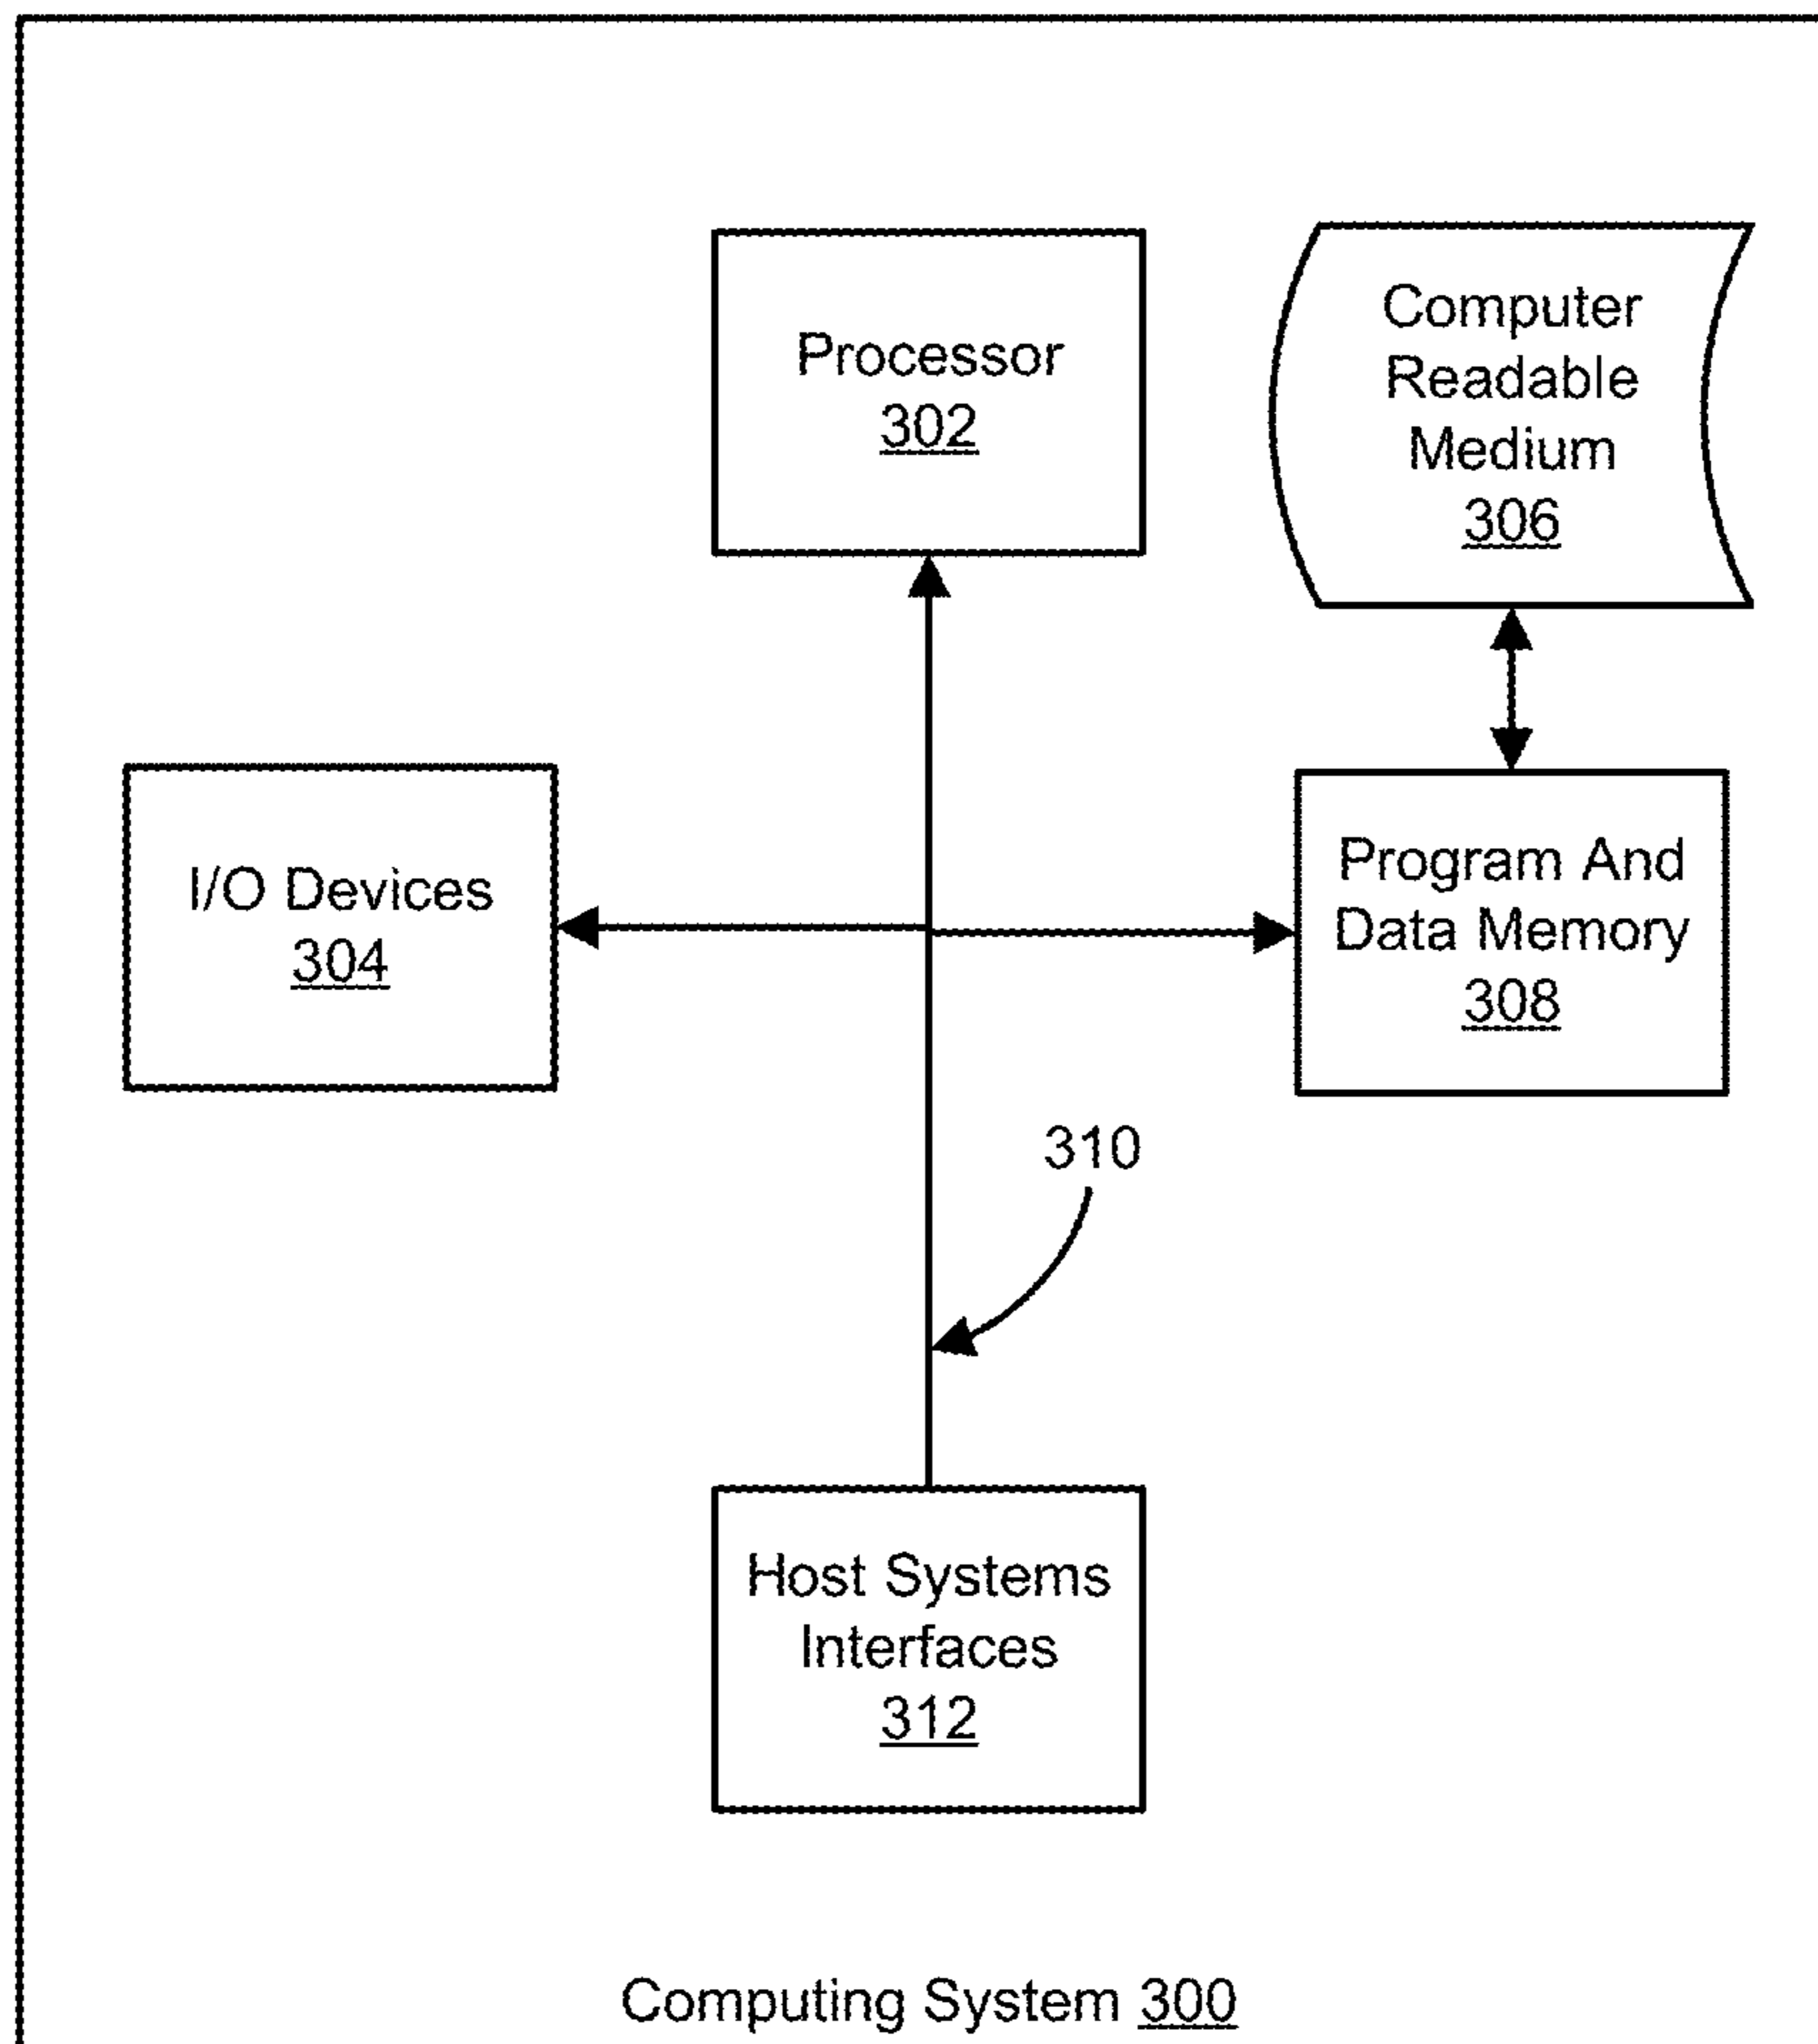 Processor
302
Computer
Readable
Medium
306
I/O Devices
304
Program And
Data Memory
308
310
Host Systems
Interfaces
312
Computing System 300